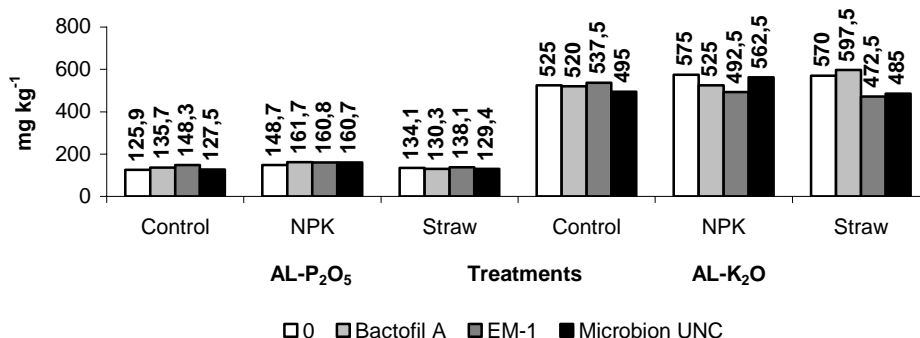 mg kg-1
600
400
200
0
125,9 135,7 148,3 127,5
148,7 161,7 160,8 160,7
134,1 130,3 138,1 129,4
525 520 537,5 495
575 525 492,5 562,5
570 597,5 472,5 485
Control NPK Straw Control NPK Straw
AL-P₂O₅ Treatments AL-K₂O
0 Bactofil A EM-1 Microbion UNC